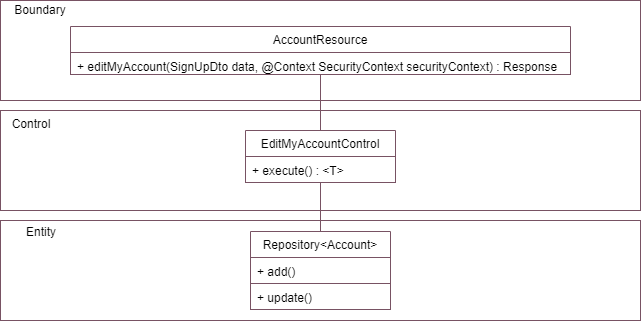 Boundary
AccountResource
+ editMyAccount(SignUpDto data, @Context SecurityContext securityContext) : Response
Control
EditMyAccountControl
+ execute() : <T>
Entity
Repository<Account>
+ add()
+ update()